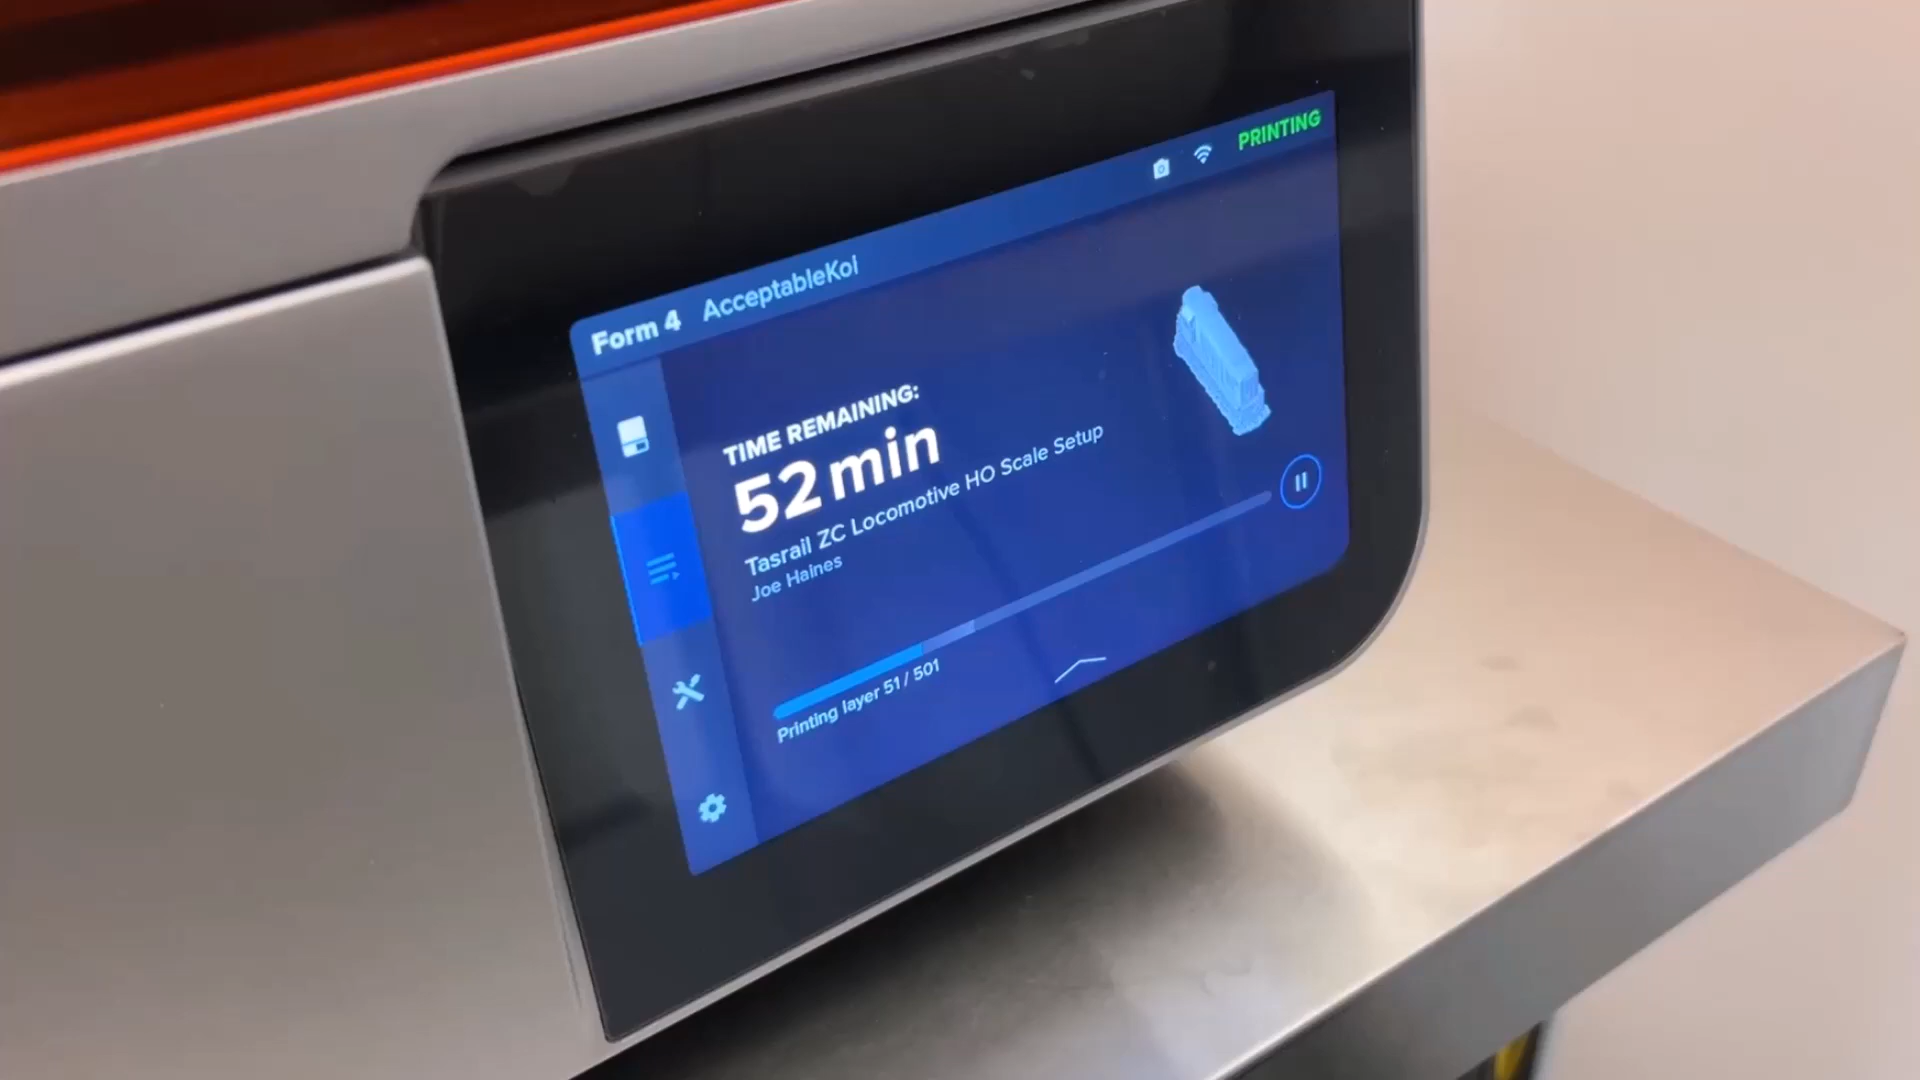 Form 4 AcceptableKoi
PRINTING
TIME REMAINING:
52 min
Tasrail ZC Locomotive HO Scale Setup
Joe Haines
Printing layer 51 / 501